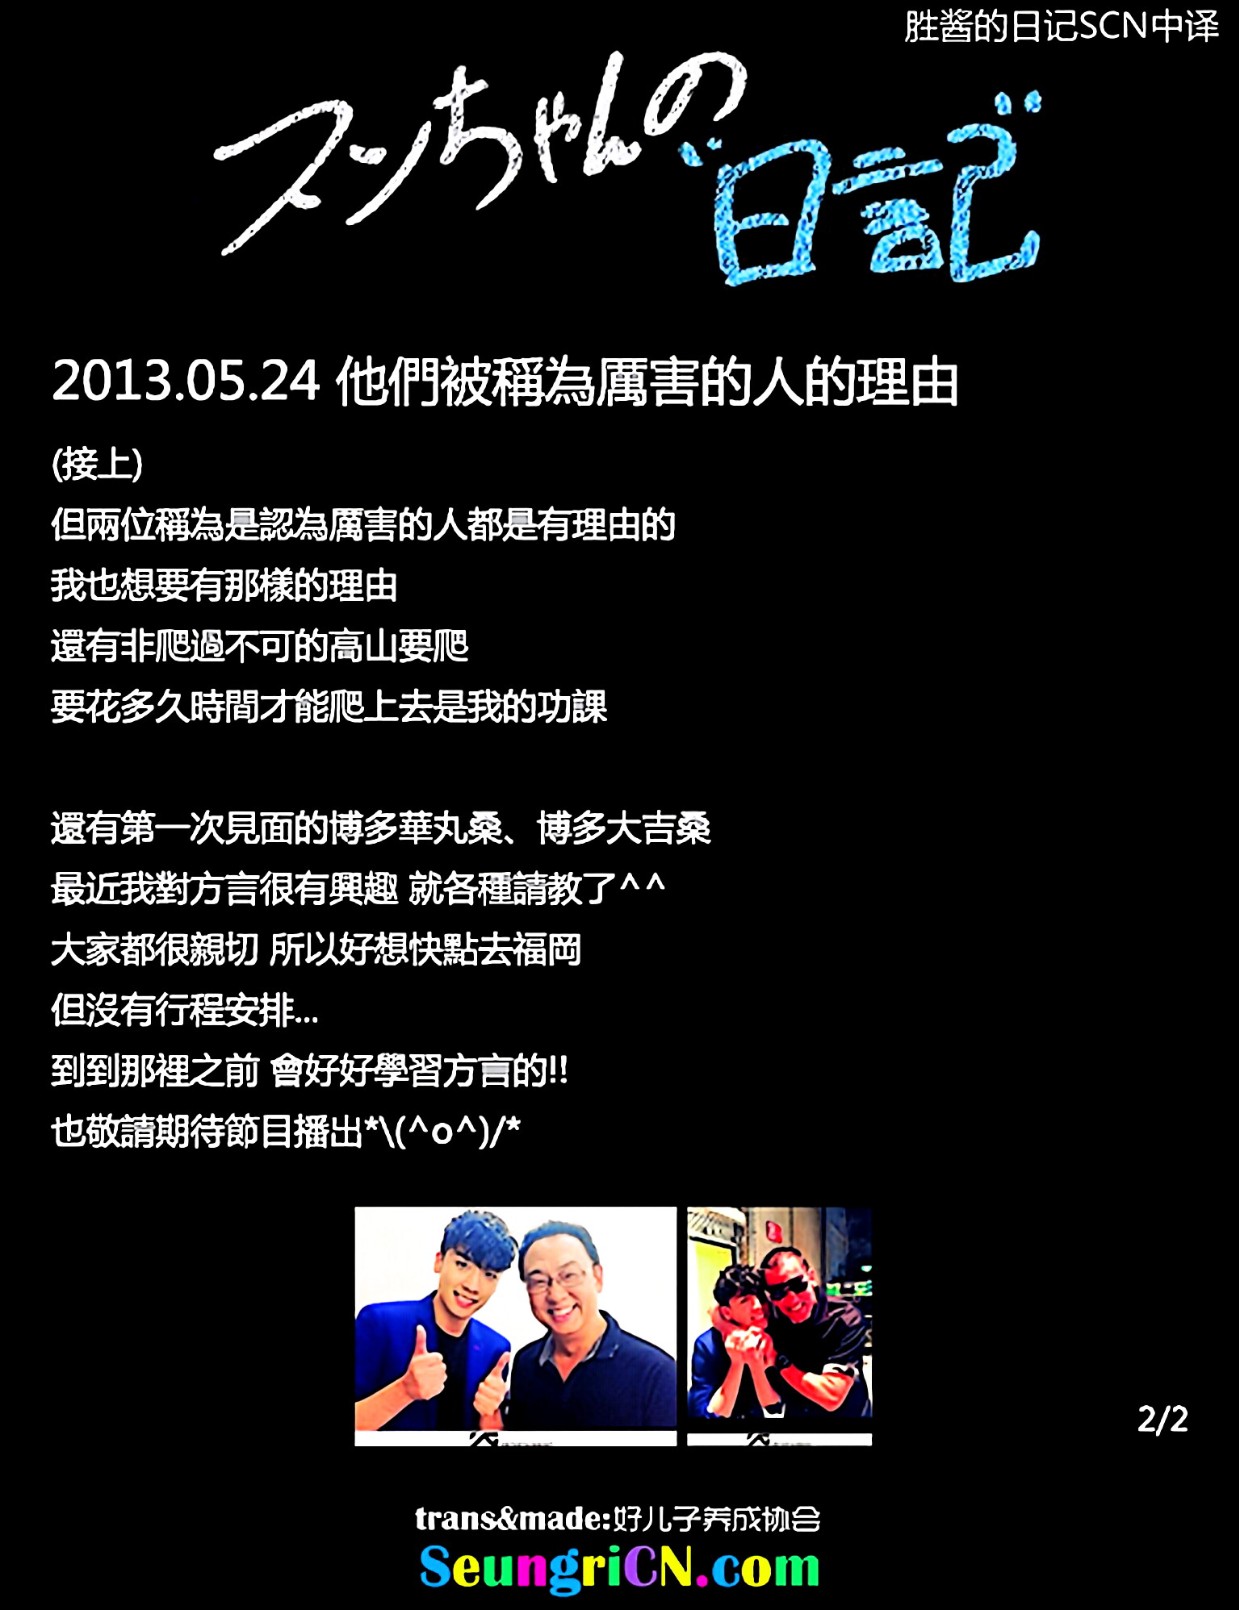 胜酱的日记SCN中译
スンちゃんの
日記
2013.05.24 他們被稱為厲害的人的理由
(接上)
但兩位稱為是認為厲害的人都是有理由的
我也想要有那樣的理由
還有非爬過不可的高山要爬
要花多久時間才能爬上去是我的功課
還有第一次見面的博多華丸桑、博多大吉桑
最近我對方言很有興趣 就各種請教了^^
大家都很親切 所以好想快點去福岡
但沒有行程安排...
到到那裡之前 會好好學習方言的!!
也敬請期待節目播出*\(^o^)/*
2/2
trans&made:好儿子养成协会
SeungriCN.com